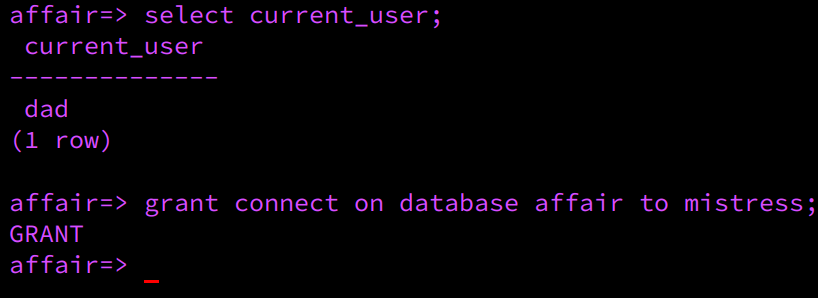 affair=> select current_user;
 current_user
--------------
 dad
(1 row)

affair=> grant connect on database affair to mistress;
GRANT
affair=>